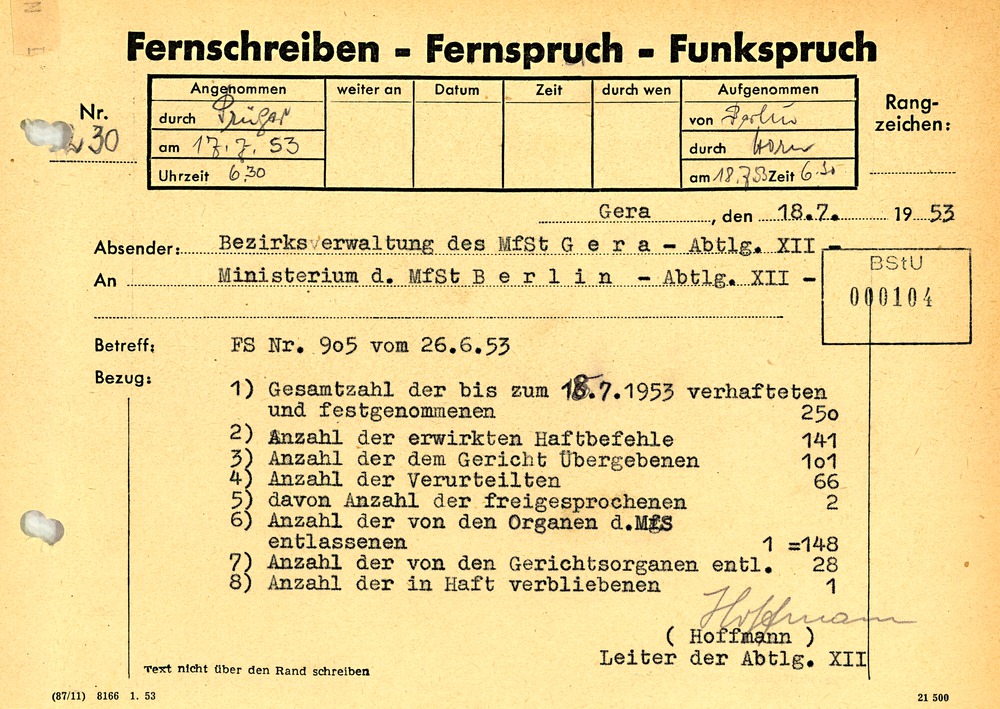 Fernschreiben - Fernspruch - Funkspruch
Nr.
30
Angenommen
durch
am 17.7.53
Uhrzeit 6.30
weiter an
Datum
Zeit
durch wen
Aufgenommen
von Berlin
durch Horn
am 18.7.53 Zeit 6.30
Rang-
zeichen:
Gera, den 18.7. 1953
Absender: Bezirksverwaltung des MfSt G e r a - Abtlg. XII -
An Ministerium d. MfSt B e r l i n - Abtlg. XII -
BStU
000104
Betreff: FS Nr. 9o5 vom 26.6.53
Bezug:
1) Gesamtzahl der bis zum 18.7.1953 verhafteten
und festgenommenen 25o
2) Anzahl der erwirkten Haftbefehle 141
3) Anzahl der dem Gericht Übergebenen 1o1
4) Anzahl der Verurteilten 66
5) davon Anzahl der freigesprochenen 2
6) Anzahl der von den Organen d.MfS
entlassenen 1 =148
7) Anzahl der von den Gerichtsorganen entl. 28
8) Anzahl der in Haft verbliebenen 1
Hoffmann
( Hoffmann )
Leiter der Abtlg. XII
Text nicht über den Rand schreiben
(87/11) 8166 1. 53
21 500